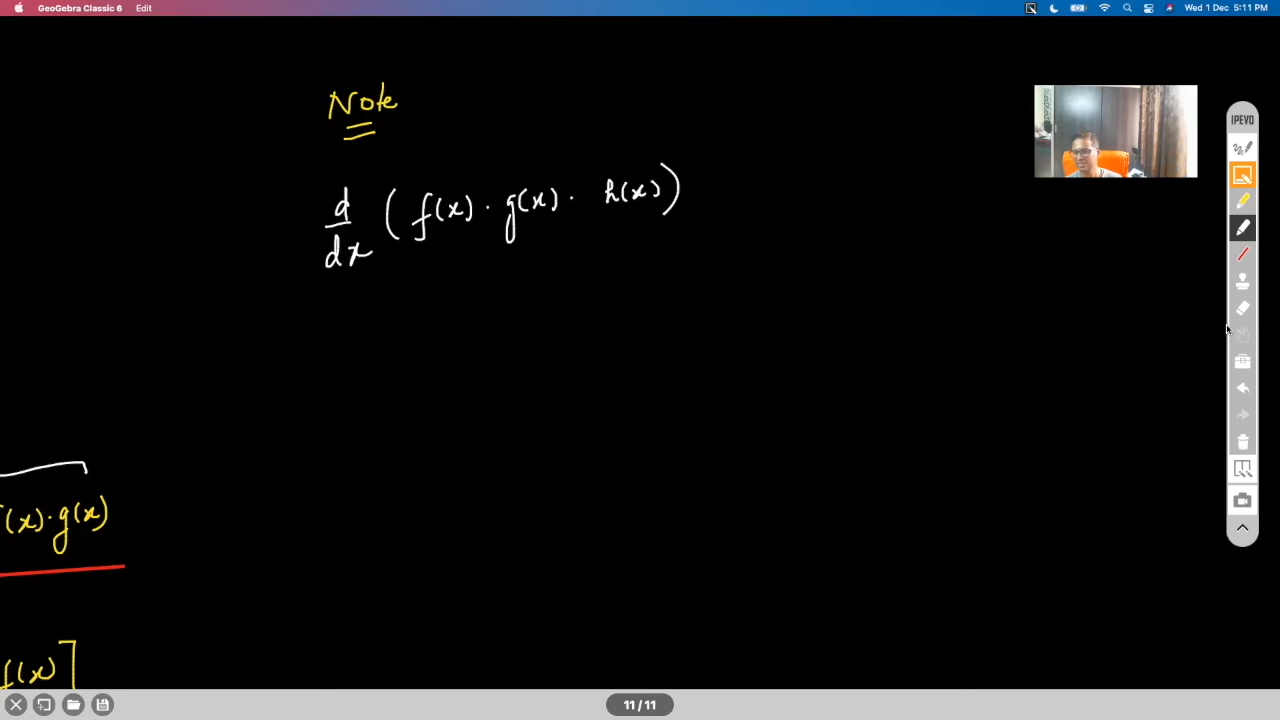 GeoGebra Classic 6 Edit Wed 1 Dec 5:11 PM
Note
d/dx (f(x) · g(x) · h(x))
IPEVO
(x)·g(x)
f(x)]
11/11